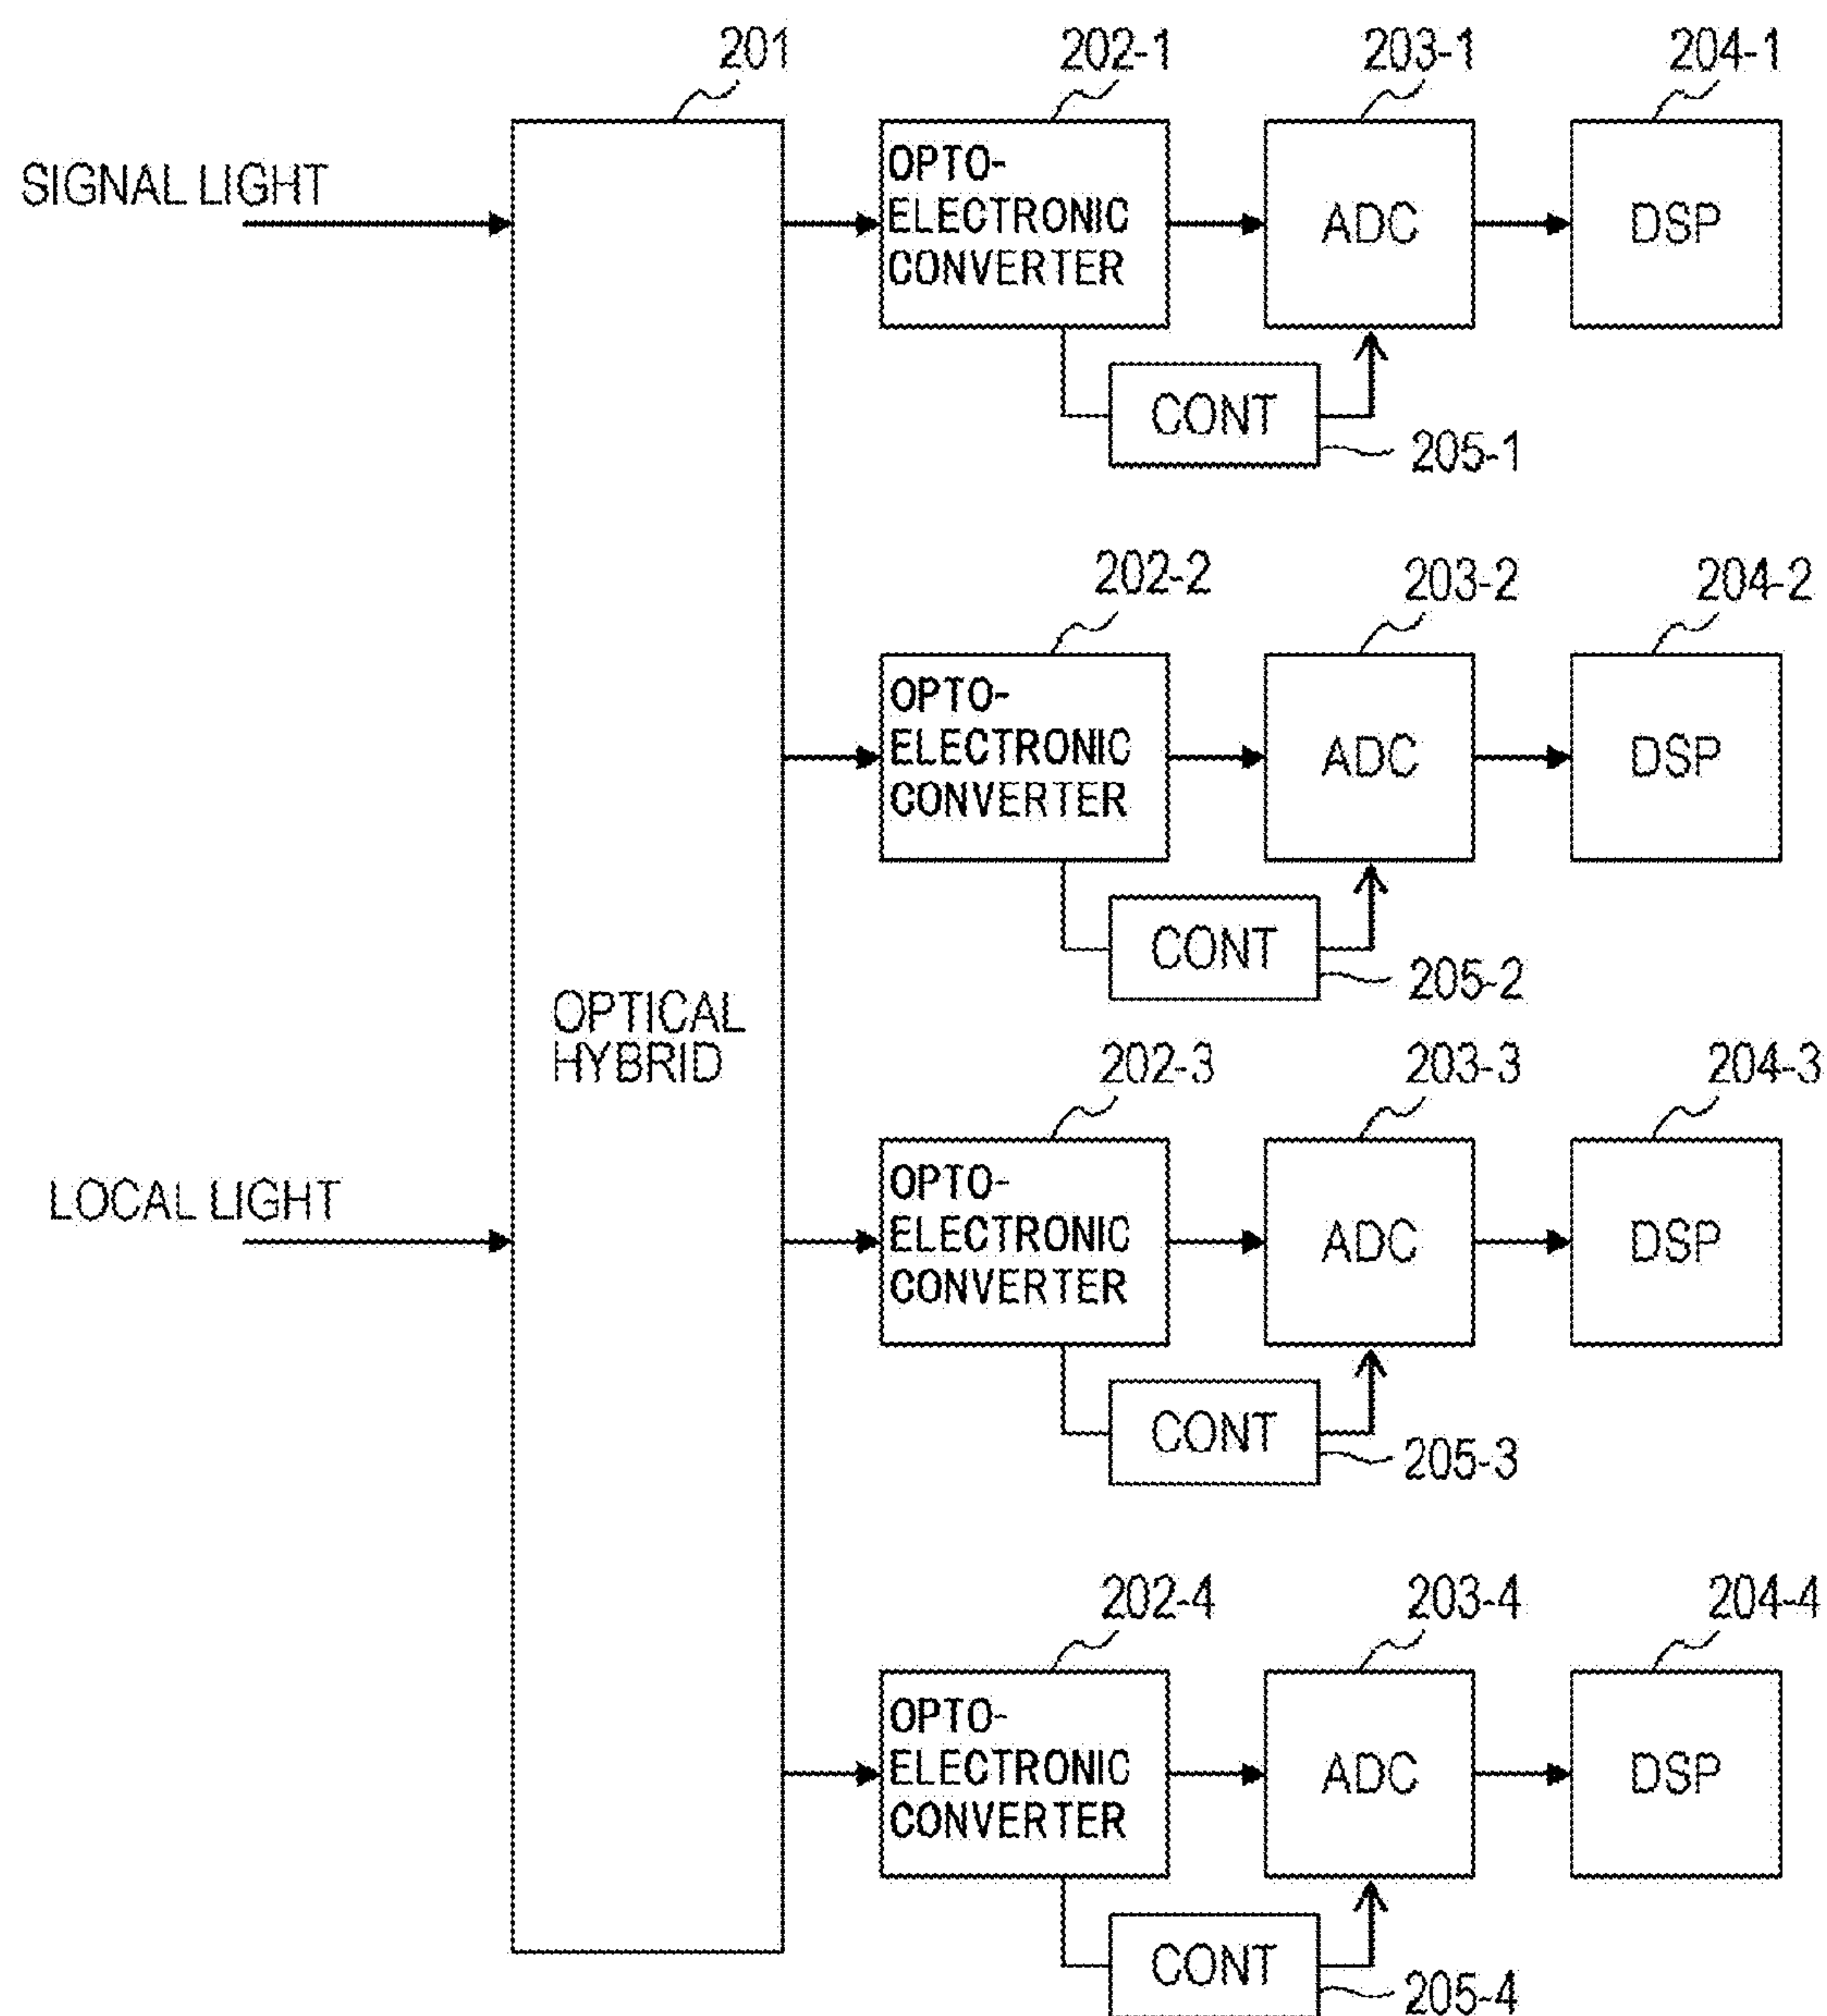 201
202-1
203-1
204-1
SIGNAL LIGHT
OPTO-
ELECTRONIC
CONVERTER
ADC
DSP
CONT
205-1
202-2
203-2
204-2
OPTO-
ELECTRONIC
CONVERTER
ADC
DSP
CONT
205-2
OPTICAL
HYBRID
202-3
203-3
204-3
LOCAL LIGHT
OPTO-
ELECTRONIC
CONVERTER
ADC
DSP
CONT
205-3
202-4
203-4
204-4
OPTO-
ELECTRONIC
CONVERTER
ADC
DSP
CONT
205-4